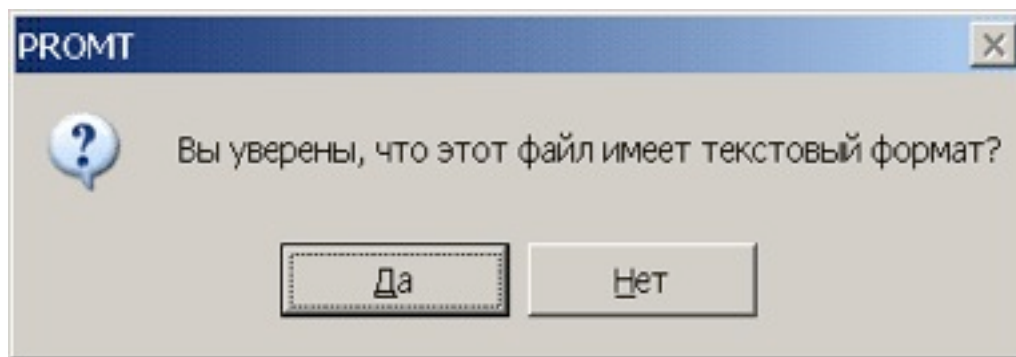 PROMT
Вы уверены, что этот файл имеет текстовый формат?
Да
Нет